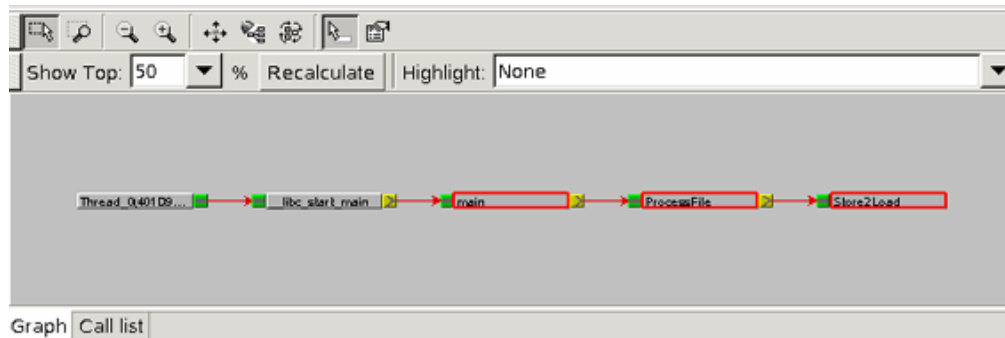 Show Top: 50 % Recalculate Highlight: None
Thread_0(401D9... __libc_start_main main ProcessFile Store2Load
Graph Call list